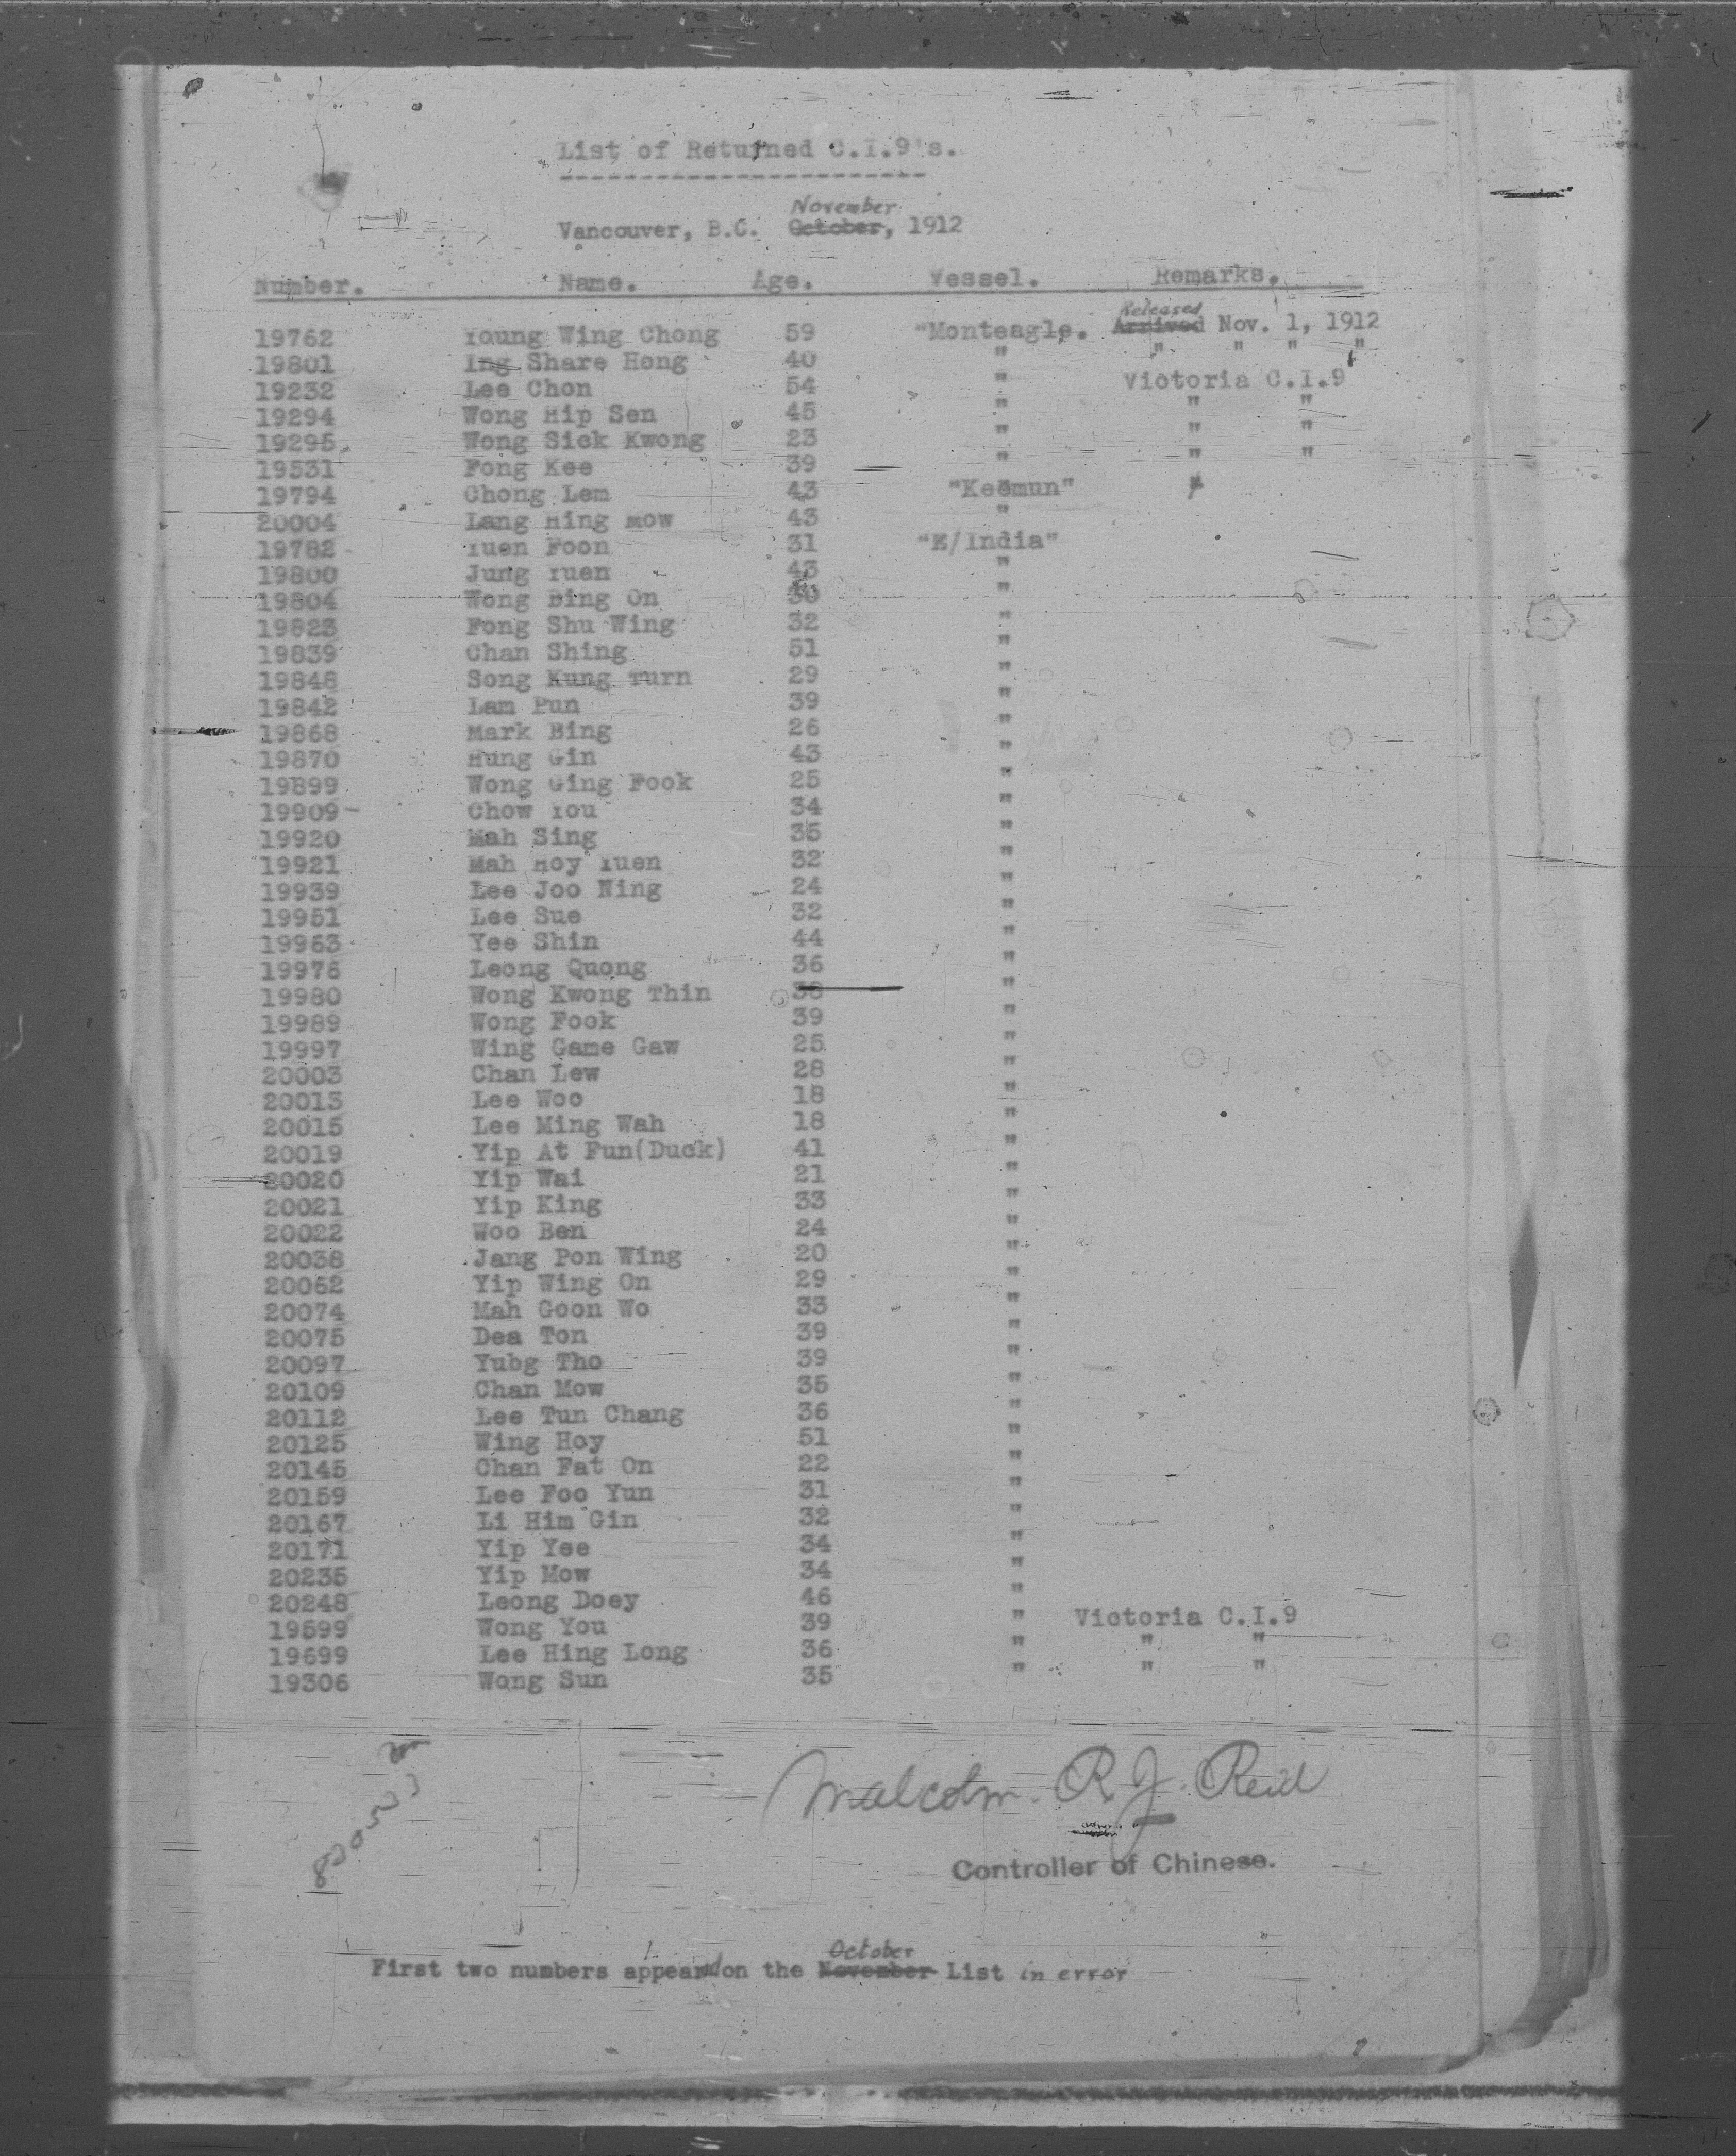 List of Returned C.I.9's.
-----------------------
November
Vancouver, B.C. October, 1912
Number. Name. Age. Vessel. Remarks.
Released
19762 Young Wing Chong 59 "Monteagle. Arrived Nov. 1, 1912
19801 Ing Share Hong 40 " " " " "
19232 Lee Chon 54 " Victoria C.I.9
19294 Wong Hip Sen 45 " " "
19295 Wong Sick Kwong 23 " " "
19531 Fong Kee 39 " " "
19794 Chong Lem 43 "Keemun"
20004 Lang Hing Mow 43 "
19782 Yuen Foon 31 "E/India"
19800 Jung Yuen 43 "
19804 Wong Bing On 30 "
19823 Fong Shu Wing 32 "
19839 Chan Shing 51 "
19848 Song Kung Turn 29 "
19842 Lam Pun 39 "
19868 Mark Bing 26 "
19870 Hung Gin 43 "
19899 Wong Ging Fook 25 "
19909 Chow You 34 "
19920 Mah Sing 35 "
19921 Mah Hoy Yuen 32 "
19939 Lee Joo Ning 24 "
19951 Lee Sue 32 "
19963 Yee Shin 44 "
19976 Leong Quong 36 "
19980 Wong Kwong Thin 38 "
19989 Wong Fook 39 "
19997 Wing Game Gaw 25 "
20003 Chan Lew 28 "
20013 Lee Woo 18 "
20015 Lee Ming Wah 18 "
20019 Yip At Fun(Duck) 41 "
20020 Yip Wai 21 "
20021 Yip King 33 "
20022 Woo Ben 24 "
20038 Jang Pon Wing 20 "
20062 Yip Wing On 29 "
20074 Mah Goon Wo 33 "
20075 Dea Ton 39 "
20097 Yubg Tho 39 "
20109 Chan Mow 35 "
20112 Lee Tun Chang 36 "
20125 Wing Hoy 51 "
20145 Chan Fat On 22 "
20159 Lee Foo Yun 31 "
20167 Li Him Gin 32 "
20171 Yip Yee 34 "
20235 Yip Mow 34 "
20248 Leong Doey 46 "
19599 Wong You 39 " Victoria C.I.9
19699 Lee Hing Long 36 " " "
19306 Wong Sun 35 " " "
Malcolm R J Reid
Controller of Chinese.
October
First two numbers appeard on the November List in error